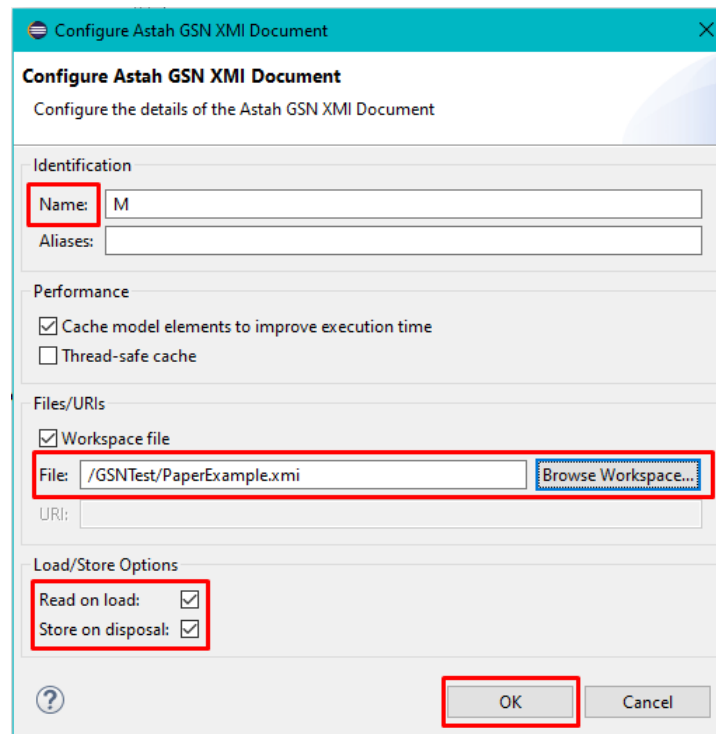 Configure Astah GSN XMI Document
Configure Astah GSN XMI Document
Configure the details of the Astah GSN XMI Document
Identification
Name: M
Aliases:
Performance
Cache model elements to improve execution time
Thread-safe cache
Files/URIs
Workspace file
File: /GSNTest/PaperExample.xmi Browse Workspace...
URI:
Load/Store Options
Read on load:
Store on disposal:
OK Cancel